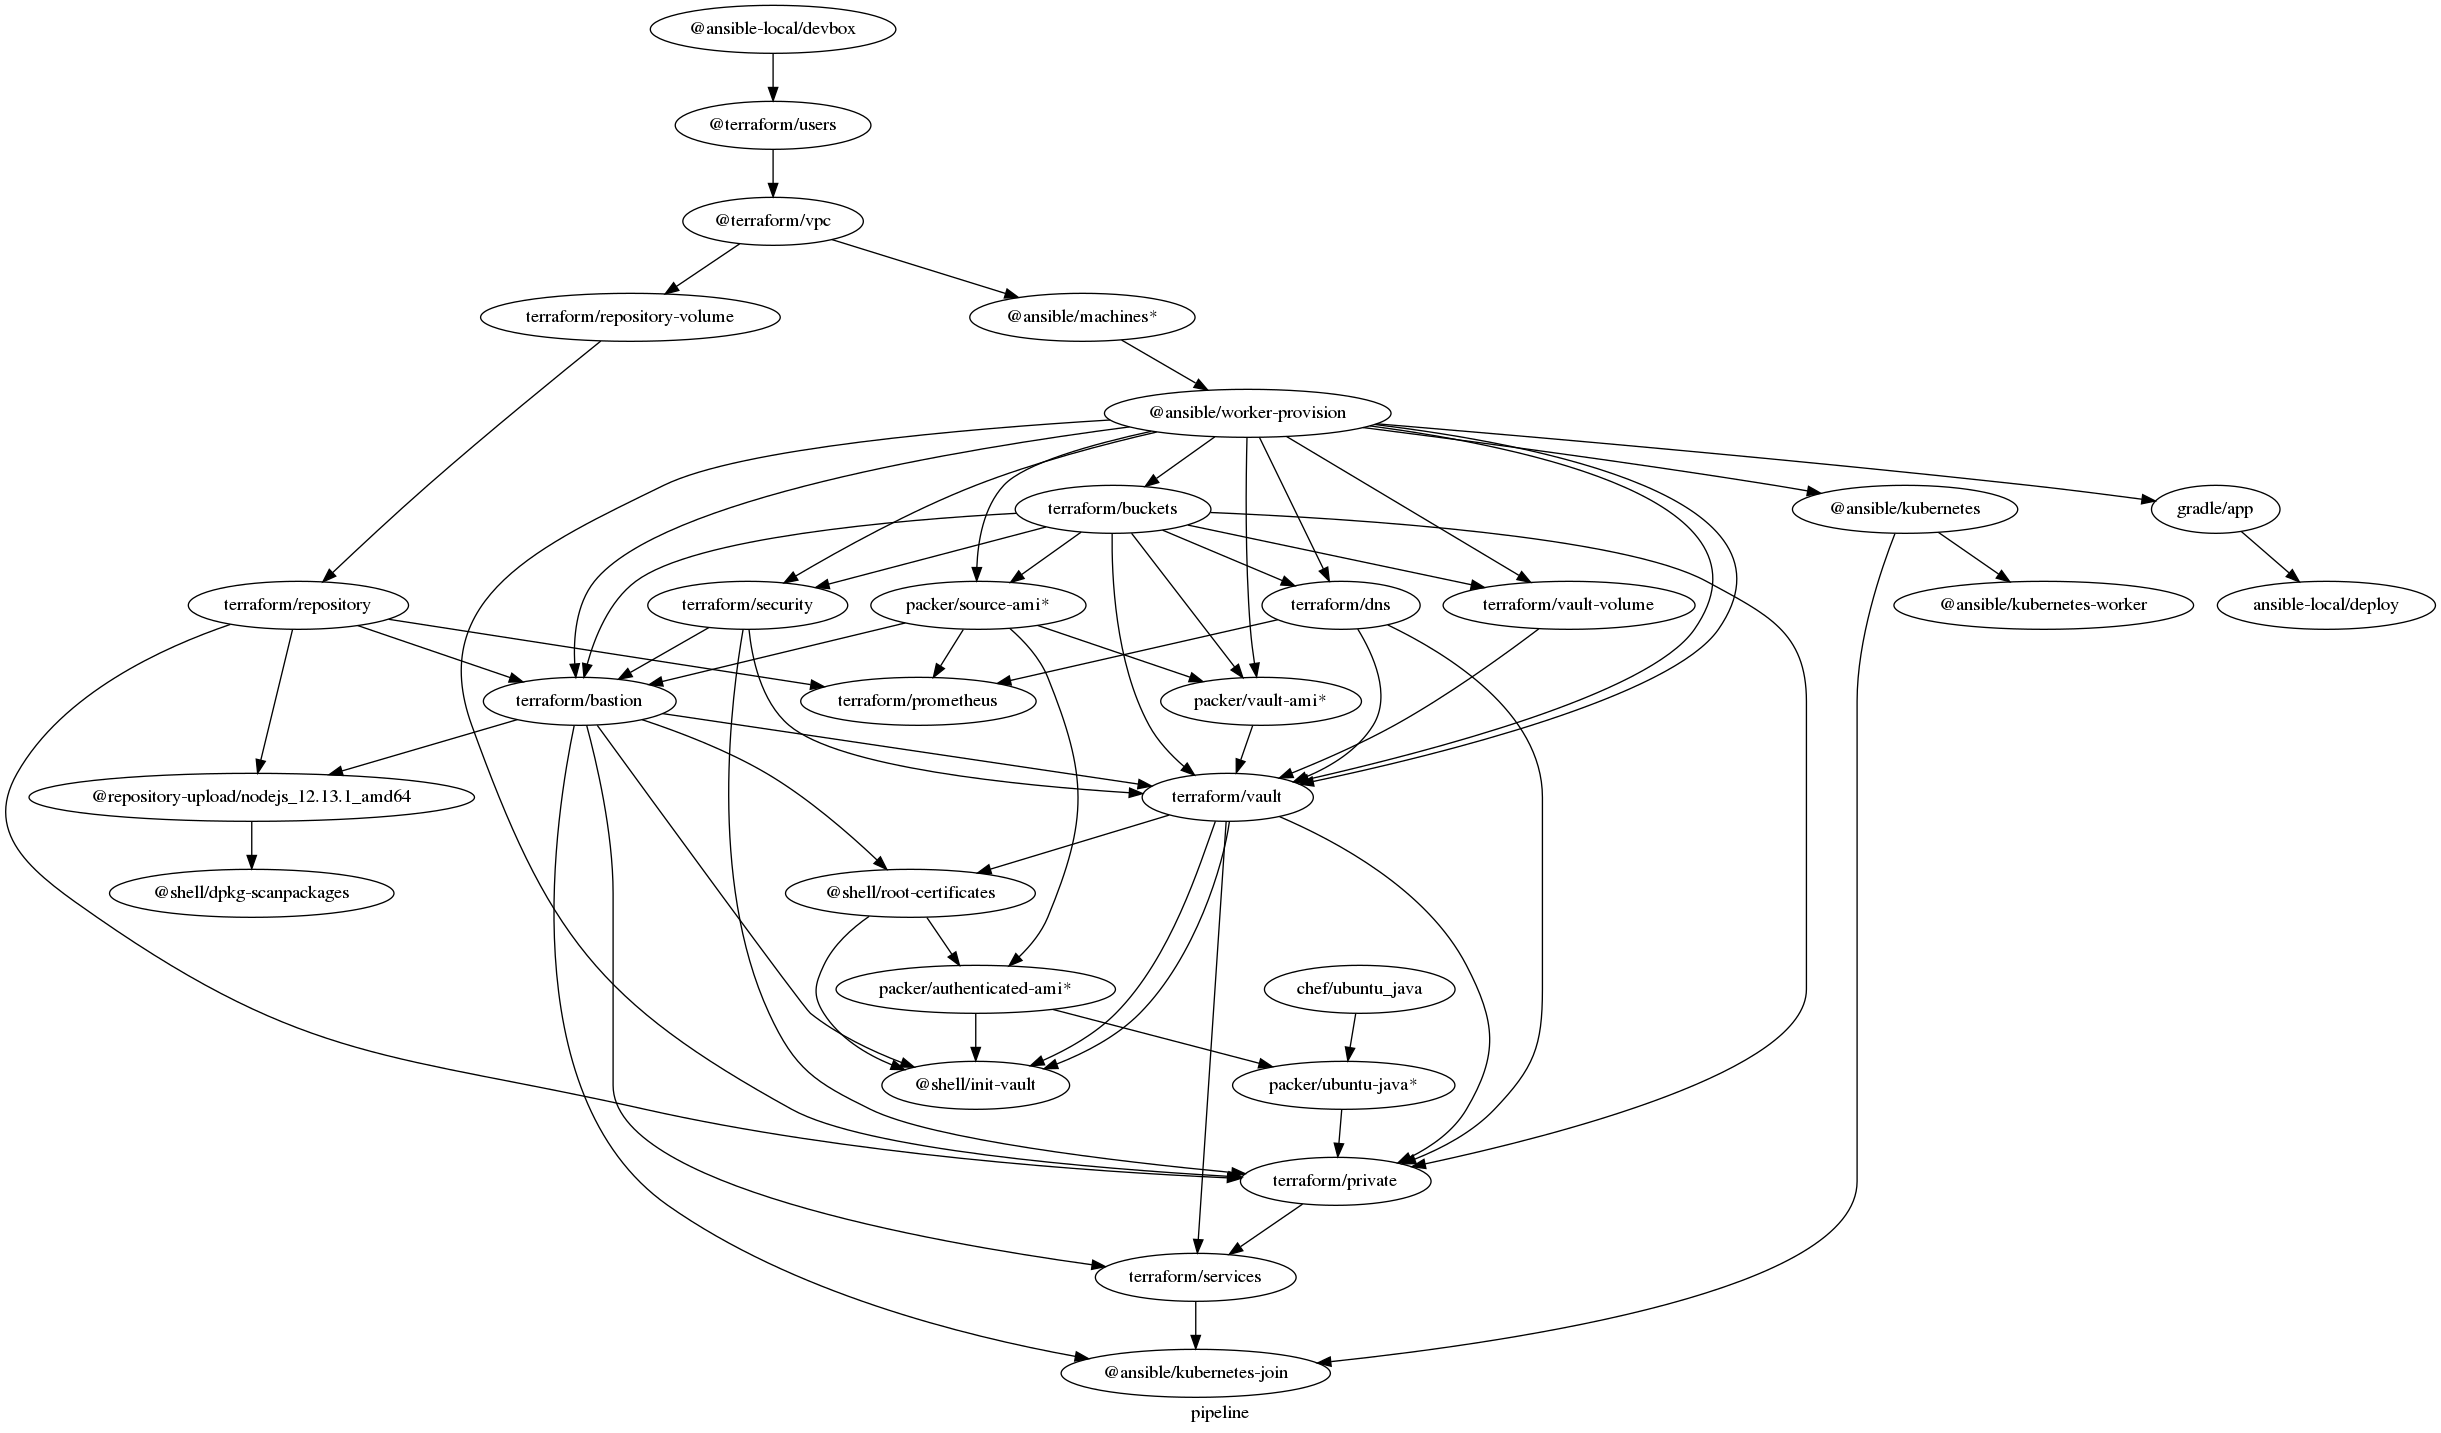 @ansible-local/devbox
@terraform/users
@terraform/vpc
terraform/repository-volume
@ansible/machines*
@ansible/worker-provision
terraform/buckets
@ansible/kubernetes
gradle/app
terraform/repository
terraform/security
packer/source-ami*
terraform/dns
terraform/vault-volume
@ansible/kubernetes-worker
ansible-local/deploy
terraform/bastion
terraform/prometheus
packer/vault-ami*
@repository-upload/nodejs_12.13.1_amd64
terraform/vault
@shell/dpkg-scanpackages
@shell/root-certificates
packer/authenticated-ami*
chef/ubuntu_java
@shell/init-vault
packer/ubuntu-java*
terraform/private
terraform/services
@ansible/kubernetes-join
pipeline